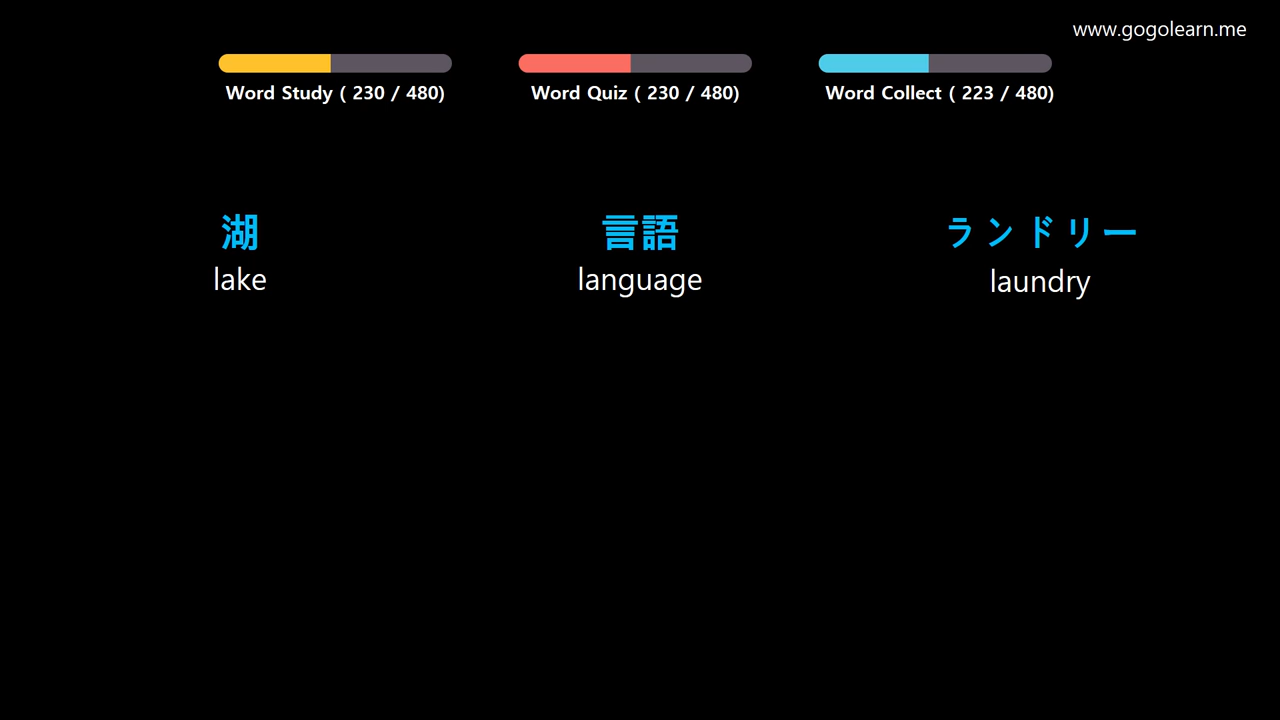 www.gogolearn.me
Word Study ( 230 / 480)
Word Quiz ( 230 / 480)
Word Collect ( 223 / 480)
湖
lake
言語
language
ランドリー
laundry